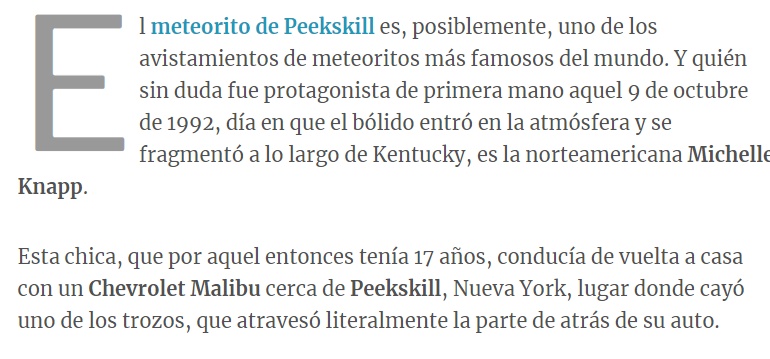 El meteorito de Peekskill es, posiblemente, uno de los
avistamientos de meteoritos más famosos del mundo. Y quién
sin duda fue protagonista de primera mano aquel 9 de octubre
de 1992, día en que el bólido entró en la atmósfera y se
fragmentó a lo largo de Kentucky, es la norteamericana Michelle
Knapp.
Esta chica, que por aquel entonces tenía 17 años, conducía de vuelta a casa
con un Chevrolet Malibu cerca de Peekskill, Nueva York, lugar donde cayó
uno de los trozos, que atravesó literalmente la parte de atrás de su auto.